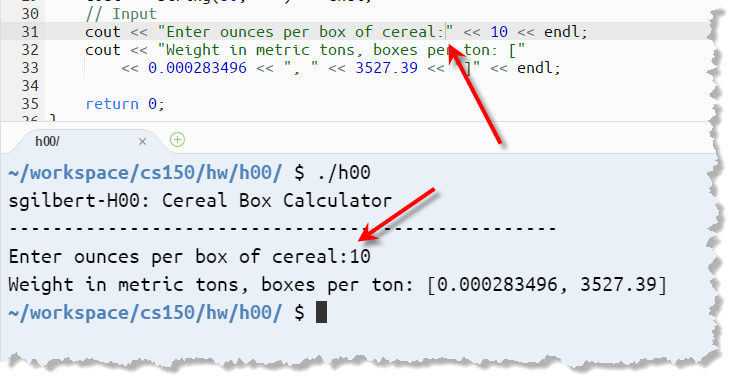 30 // Input
31 cout << "Enter ounces per box of cereal:" << 10 << endl;
32 cout << "Weight in metric tons, boxes per ton: ["
33 << 0.000283496 << ", " << 3527.39 << "]" << endl;
34
35 return 0;
h00/
~/workspace/cs150/hw/h00/ $ ./h00
sgilbert-H00: Cereal Box Calculator
--------------------------------------------------
Enter ounces per box of cereal:10
Weight in metric tons, boxes per ton: [0.000283496, 3527.39]
~/workspace/cs150/hw/h00/ $